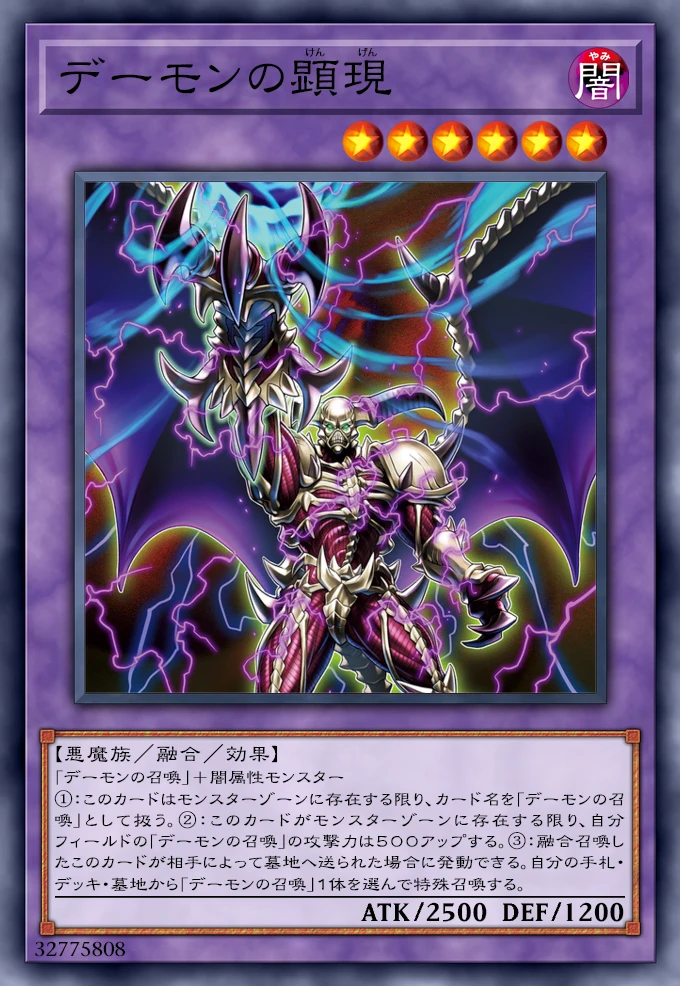 デーモンの顕現
けん げん
闇
やみ
【悪魔族／融合／効果】
「デーモンの召喚」＋闇属性モンスター
①：このカードはモンスターゾーンに存在する限り、カード名を「デーモンの召
喚」として扱う。②：このカードがモンスターゾーンに存在する限り、自分
フィールドの「デーモンの召喚」の攻撃力は５００アップする。③：融合召喚し
たこのカードが相手によって墓地へ送られた場合に発動できる。自分の手札・
デッキ・墓地から「デーモンの召喚」１体を選んで特殊召喚する。
ATK/2500 DEF/1200
32775808